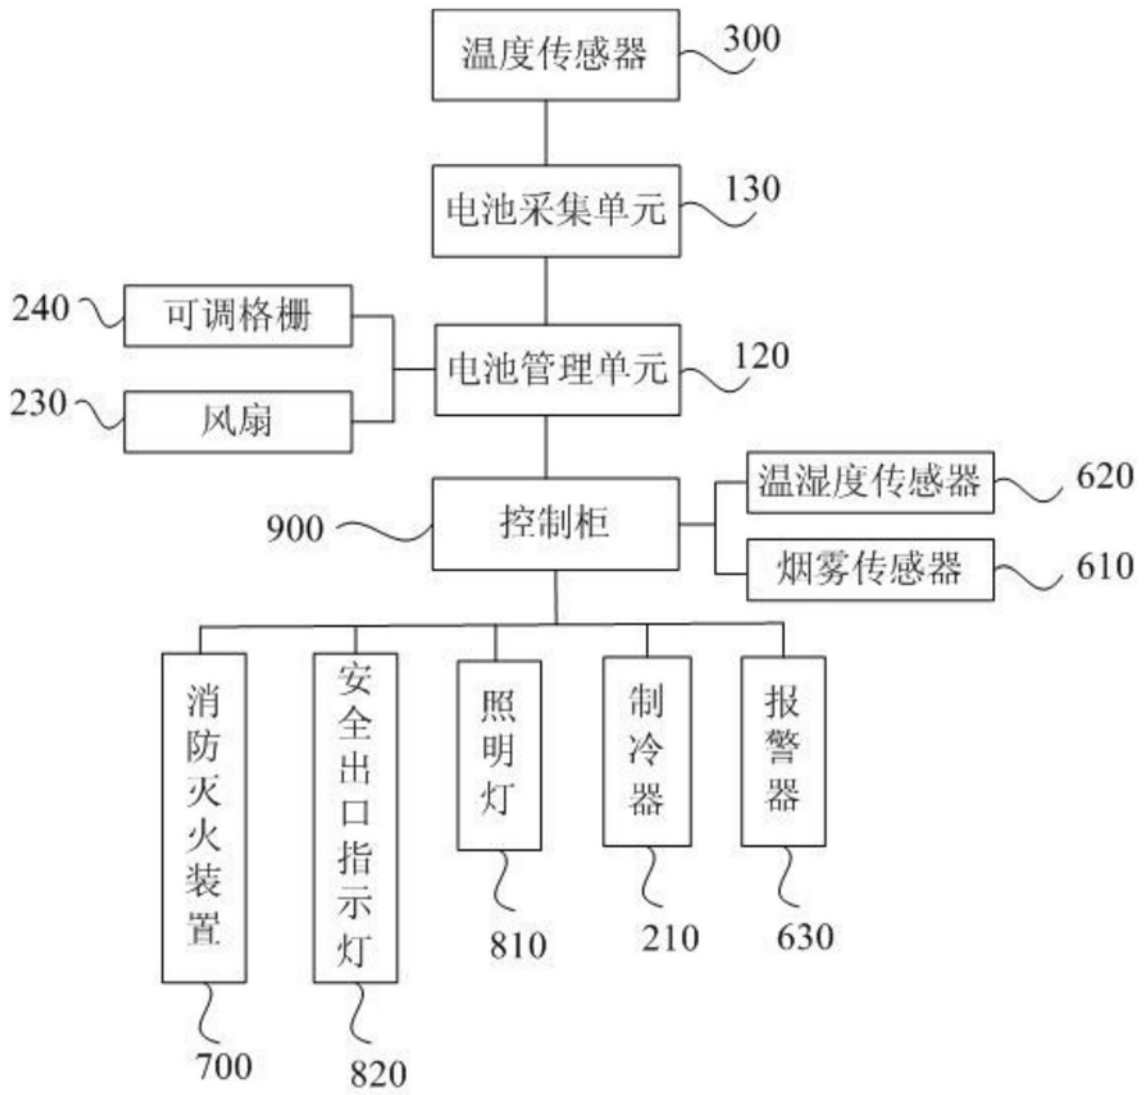 温度传感器
300
电池采集单元
130
240
可调格栅
电池管理单元
120
230
风扇
900
控制柜
温湿度传感器
620
烟雾传感器
610
消防灭火装置
安全出口指示灯
照明灯
制冷器
报警器
700
820
810
210
630